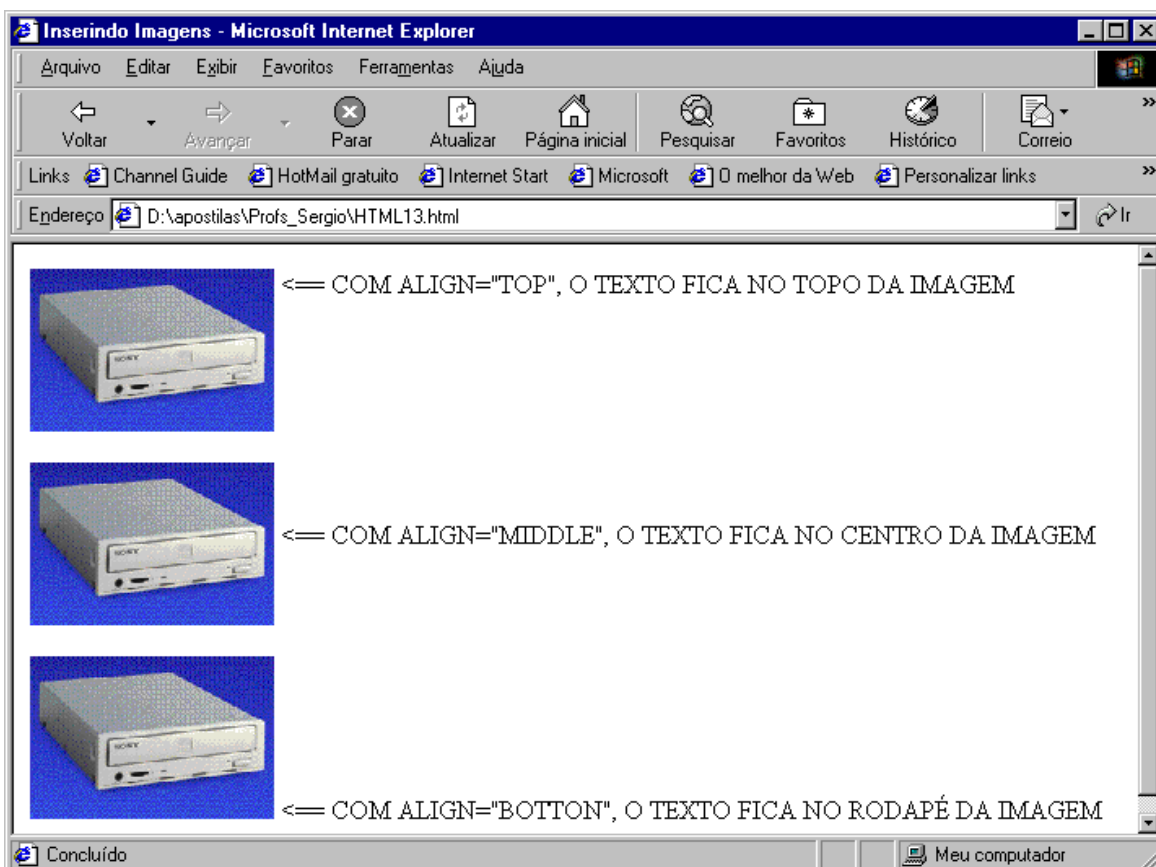 Inserindo Imagens - Microsoft Internet Explorer
Arquivo Editar Exibir Favoritos Ferramentas Ajuda
Voltar Avançar Parar Atualizar Página inicial Pesquisar Favoritos Histórico Correio »
Links Channel Guide HotMail gratuito Internet Start Microsoft O melhor da Web Personalizar links »
Endereço D:\apostilas\Profs_Sergio\HTML13.html Ir
<== COM ALIGN="TOP", O TEXTO FICA NO TOPO DA IMAGEM
SONY
<== COM ALIGN="MIDDLE", O TEXTO FICA NO CENTRO DA IMAGEM
SONY
SONY
<== COM ALIGN="BOTTON", O TEXTO FICA NO RODAPÉ DA IMAGEM
Concluído Meu computador